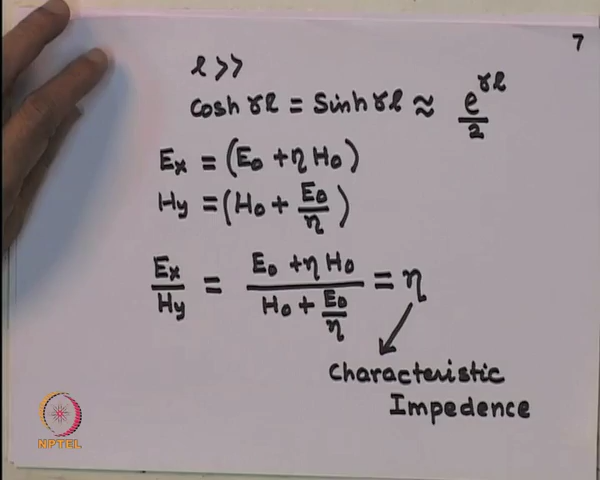 7
l >>
Cosh γl = Sinh γl ≈ e^γl / 2
Ex = (E0 + η H0)
Hy = (H0 + E0/η)
Ex/Hy = (E0 + η H0)/(H0 + E0/η) = η
Characteristic
Impedence
NPTEL